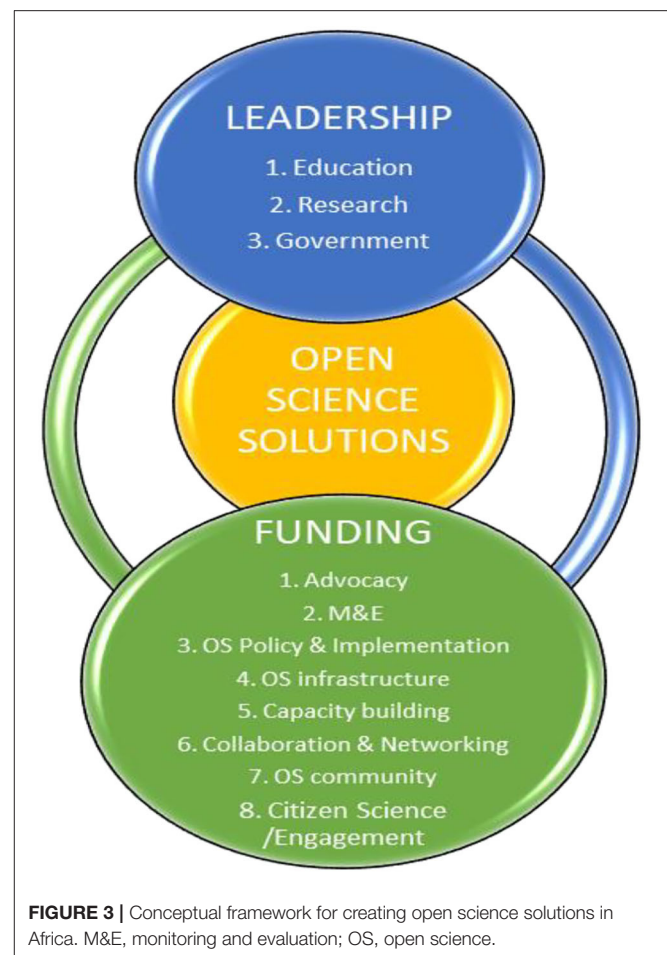 LEADERSHIP
1. Education
2. Research
3. Government
OPEN
SCIENCE
SOLUTIONS
FUNDING
1. Advocacy
2. M&E
3. OS Policy & Implementation
4. OS infrastructure
5. Capacity building
6. Collaboration & Networking
7. OS community
8. Citizen Science
/Engagement
FIGURE 3 | Conceptual framework for creating open science solutions in
Africa. M&E, monitoring and evaluation; OS, open science.